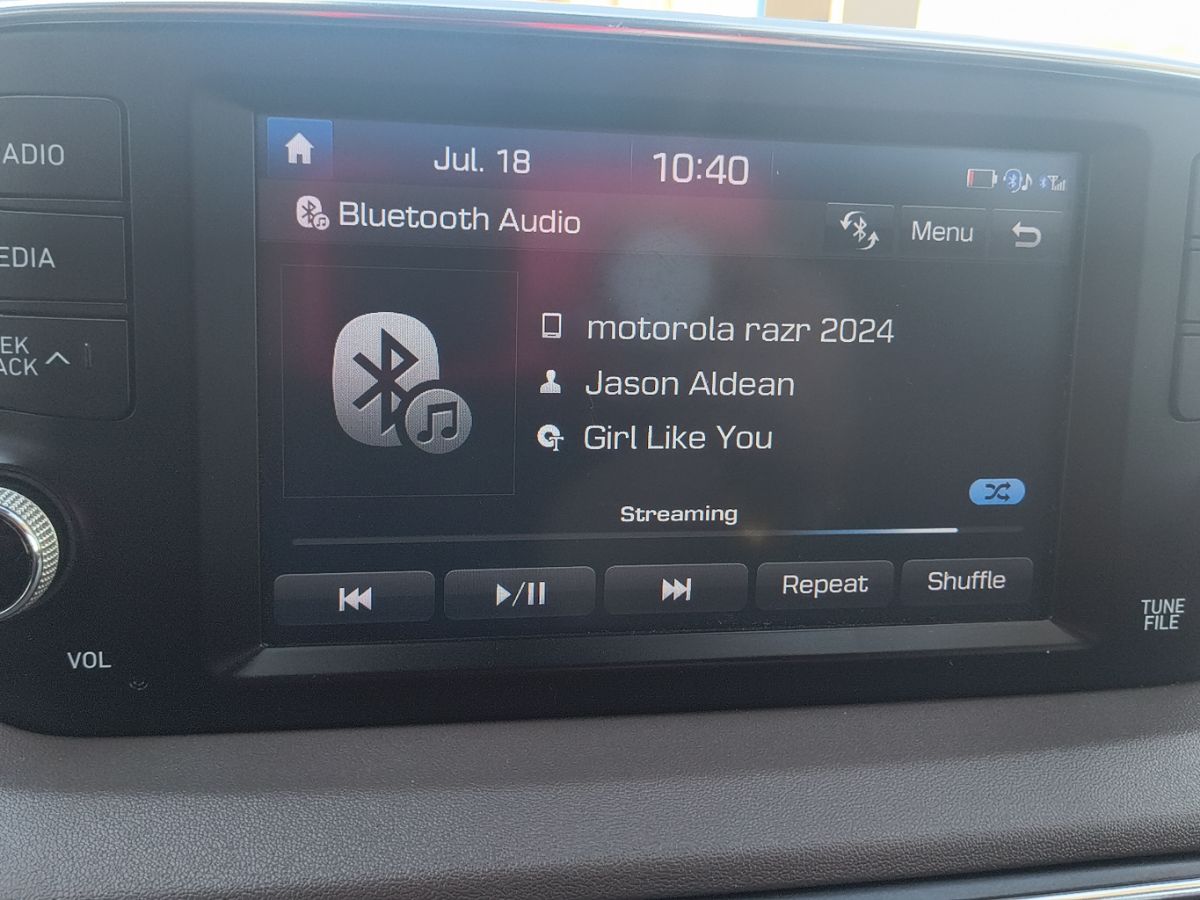 Jul. 18
10:40
Bluetooth Audio
Menu
motorola razr 2024
Jason Aldean
Girl Like You
Streaming
Repeat
Shuffle
ADIO
EDIA
EEK
ACK
VOL
TUNE
FILE